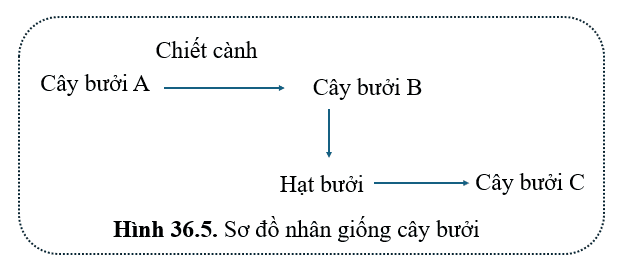 Chiết cành
Cây bưởi A
Cây bưởi B
Hạt bưởi
Cây bưởi C
Hình 36.5. Sơ đồ nhân giống cây bưởi